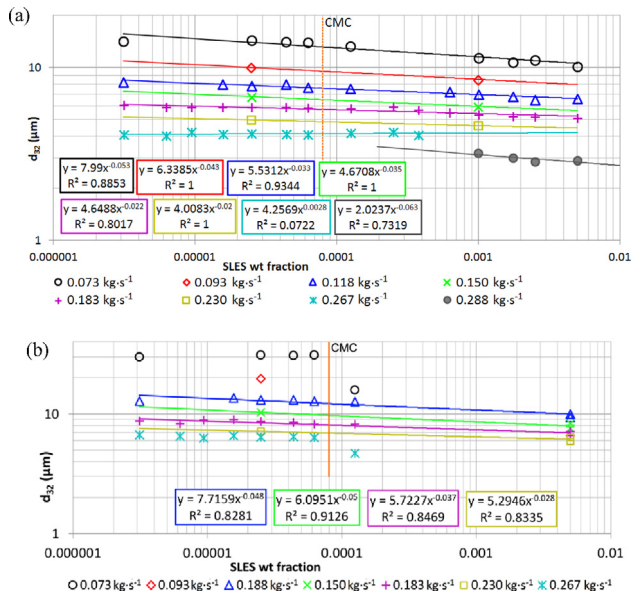 (a)
CMC
10
d32 (μm)
y = 7.99x^-0.053
R² = 0.8853
y = 6.3385x^-0.043
R² = 1
y = 5.5312x^-0.033
R² = 0.9344
y = 4.6708x^-0.035
R² = 1
y = 4.6488x^-0.022
R² = 0.8017
y = 4.0083x^-0.02
R² = 1
y = 4.2569x^0.0028
R² = 0.0722
y = 2.0237x^-0.063
R² = 0.7319
1
0.000001 0.00001 0.0001 0.001 0.01
SLES wt fraction
0.073 kg·s⁻¹ 0.093 kg·s⁻¹ 0.118 kg·s⁻¹ 0.150 kg·s⁻¹
0.183 kg·s⁻¹ 0.230 kg·s⁻¹ 0.267 kg·s⁻¹ 0.288 kg·s⁻¹
(b)
CMC
10
d32 (μm)
y = 7.7159x^-0.048
R² = 0.8281
y = 6.0951x^-0.05
R² = 0.9126
y = 5.7227x^-0.037
R² = 0.8469
y = 5.2946x^-0.028
R² = 0.8335
1
0.000001 0.00001 0.0001 0.001 0.01
SLES wt fraction
0.073 kg·s⁻¹ 0.093 kg·s⁻¹ 0.188 kg·s⁻¹ 0.150 kg·s⁻¹ 0.183 kg·s⁻¹ 0.230 kg·s⁻¹ 0.267 kg·s⁻¹